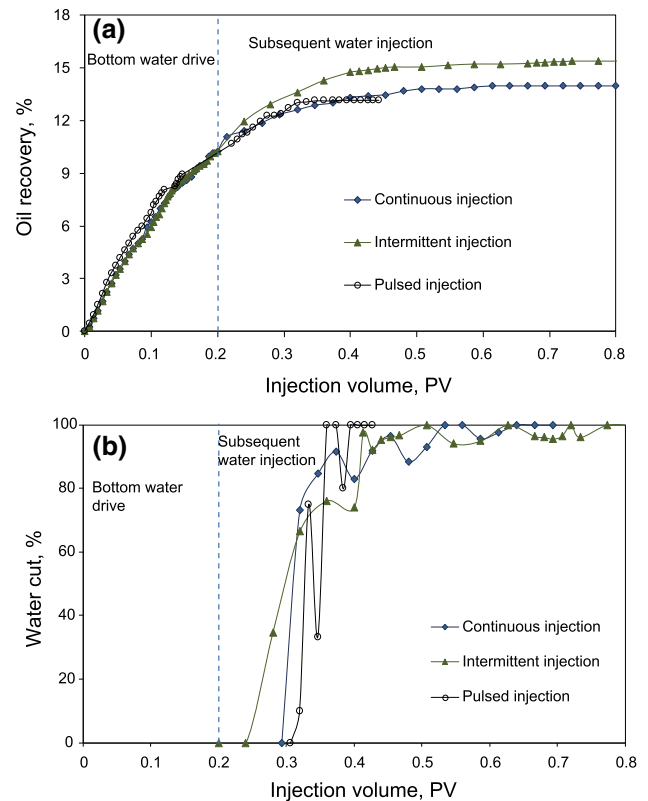 (a)
Bottom water drive
Subsequent water injection
Oil recovery, %
18
15
12
9
6
3
0
Continuous injection
Intermittent injection
Pulsed injection
0 0.1 0.2 0.3 0.4 0.5 0.6 0.7 0.8
Injection volume, PV
(b)
Subsequent
water injection
Bottom water
drive
Water cut, %
100
80
60
40
20
0
Continuous injection
Intermittent injection
Pulsed injection
0 0.1 0.2 0.3 0.4 0.5 0.6 0.7 0.8
Injection volume, PV